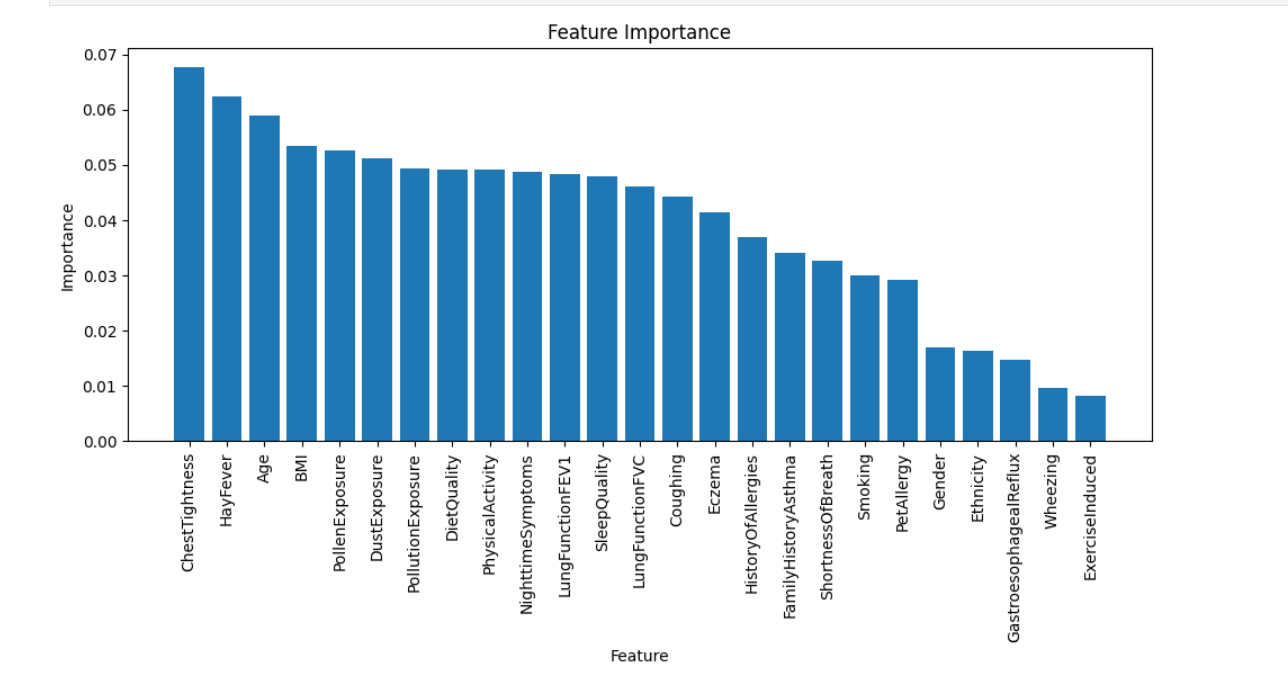 Feature Importance
0.07
0.06
0.05
0.04
0.03
0.02
0.01
0.00
Importance
ChestTightness
HayFever
Age
BMI
PollenExposure
DustExposure
PollutionExposure
DietQuality
PhysicalActivity
NighttimeSymptoms
LungFunctionFEV1
SleepQuality
LungFunctionFVC
Coughing
Eczema
HistoryOfAllergies
FamilyHistoryAsthma
ShortnessOfBreath
Smoking
PetAllergy
Gender
Ethnicity
GastroesophagealReflux
Wheezing
ExerciseInduced
Feature